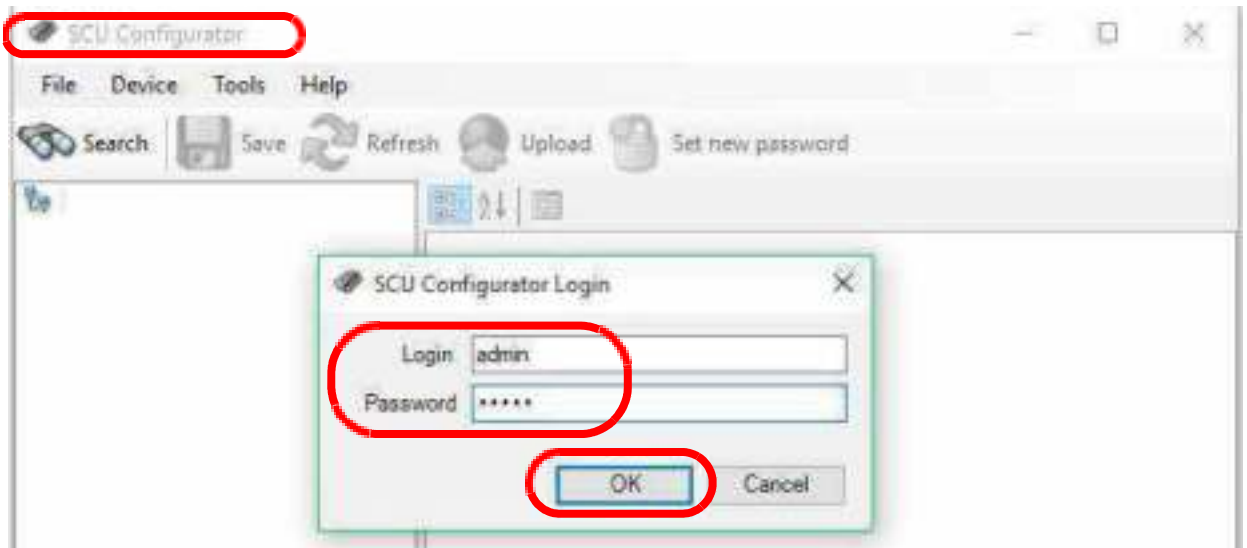 SCU Configurator
File Device Tools Help
Search Save Refresh Upload Set new password
SCU Configurator Login
Login admin
Password •••••
OK Cancel